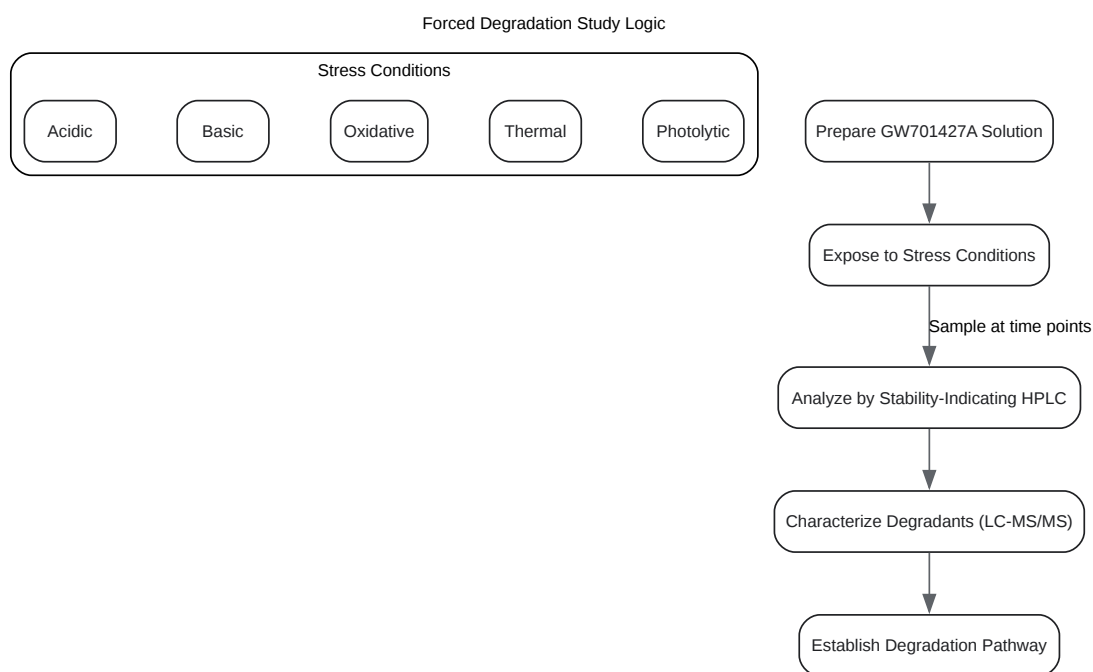 Forced Degradation Study Logic
Stress Conditions
Acidic
Basic
Oxidative
Thermal
Photolytic
Prepare GW701427A Solution
Expose to Stress Conditions
Sample at time points
Analyze by Stability-Indicating HPLC
Characterize Degradants (LC-MS/MS)
Establish Degradation Pathway